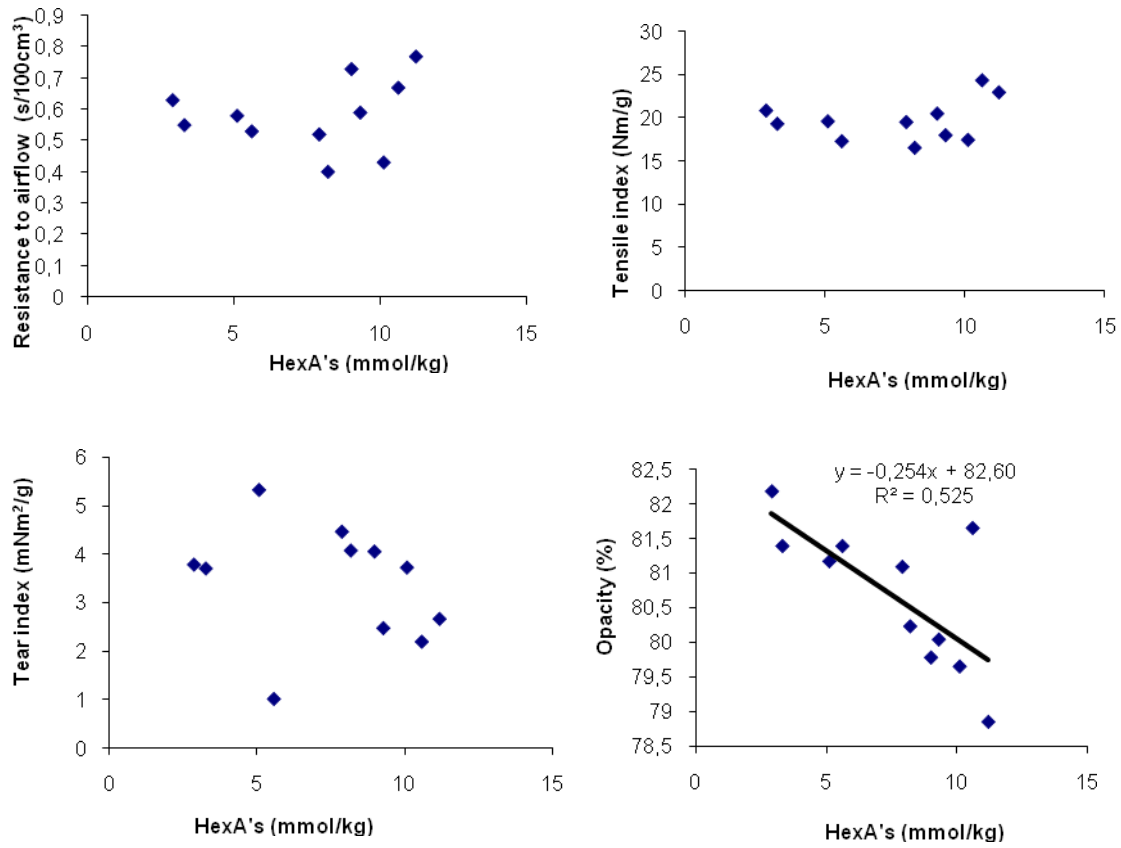 Resistance to airflow (s/100cm³)
0,9
0,8
0,7
0,6
0,5
0,4
0,3
0,2
0,1
0
0 5 10 15
HexA's (mmol/kg)
Tensile index (Nm/g)
30
25
20
15
10
5
0
0 5 10 15
HexA's (mmol/kg)
Tear index (mNm²/g)
6
5
4
3
2
1
0
0 5 10 15
HexA's (mmol/kg)
Opacity (%)
82,5
82
81,5
81
80,5
80
79,5
79
78,5
y = -0,254x + 82,60
R² = 0,525
0 5 10 15
HexA's (mmol/kg)